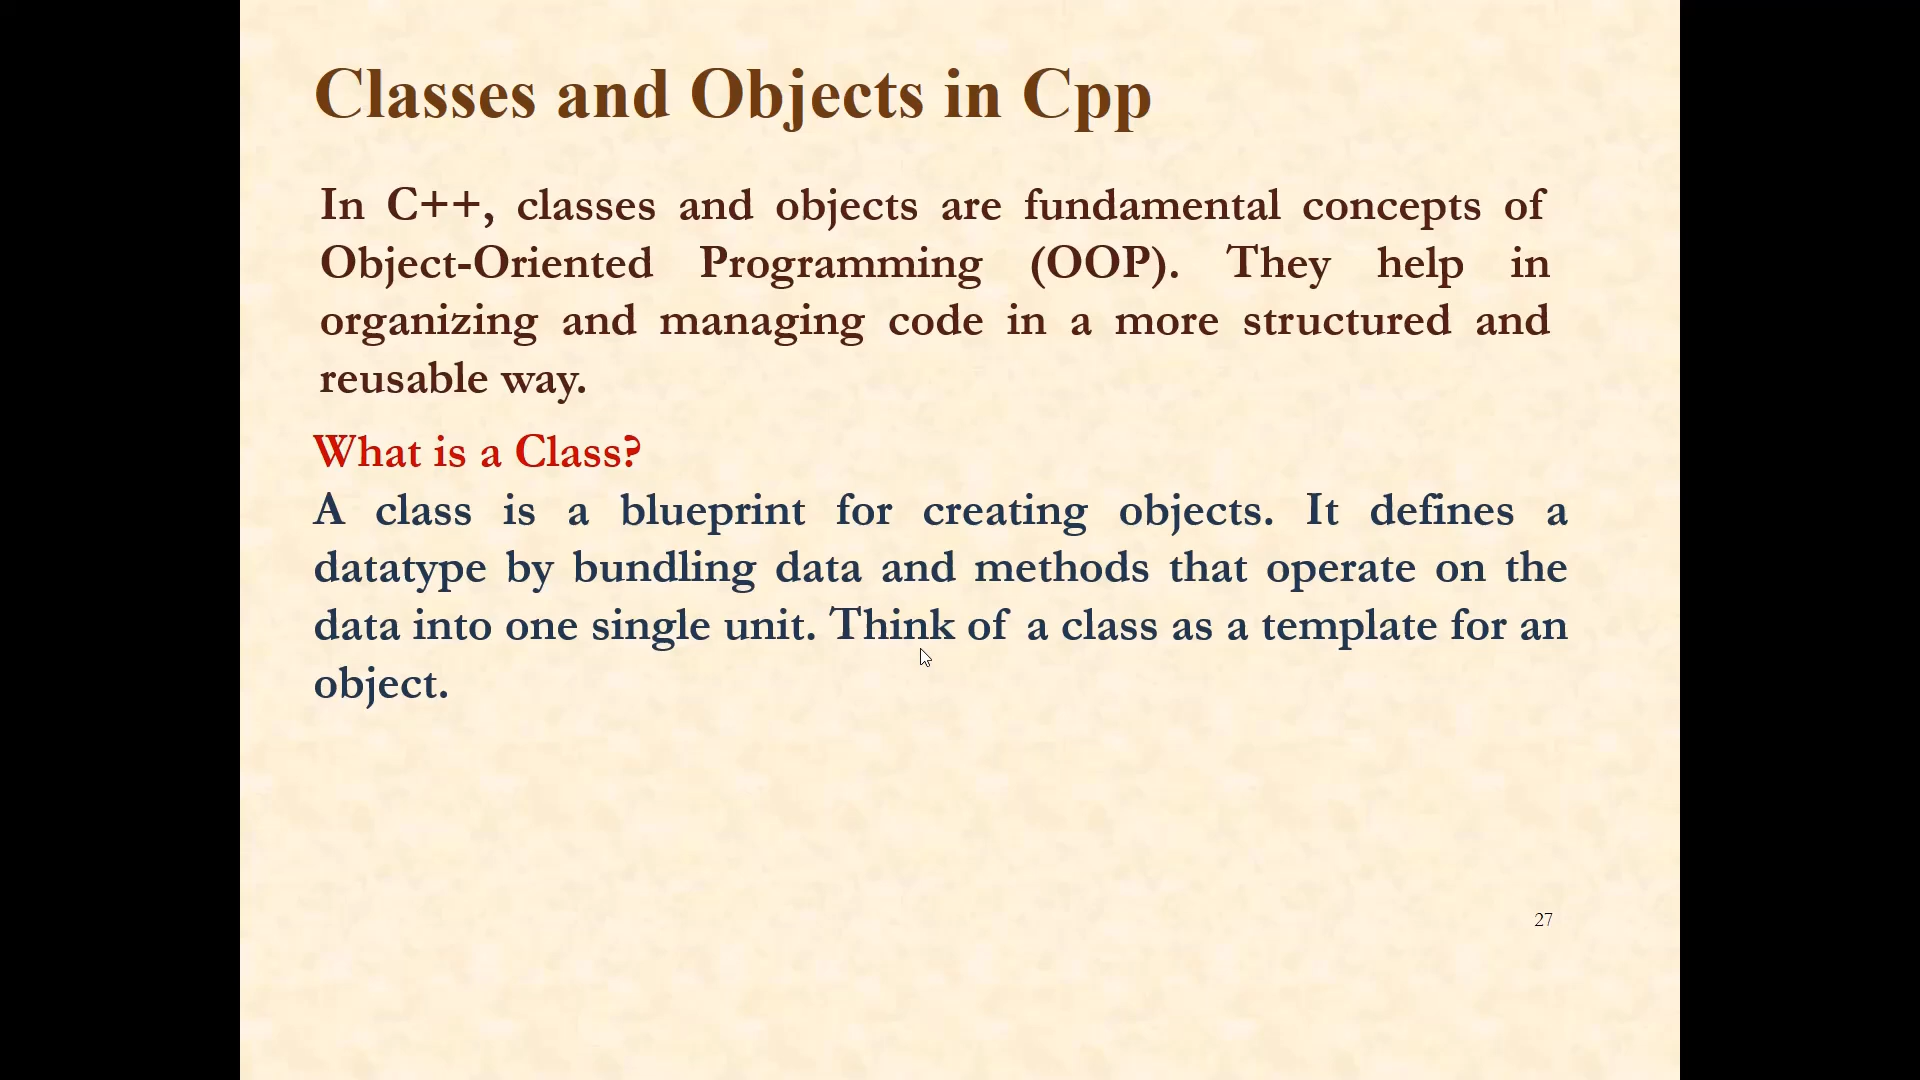 Classes and Objects in Cpp
In C++, classes and objects are fundamental concepts of
Object-Oriented Programming (OOP). They help in
organizing and managing code in a more structured and
reusable way.
What is a Class?
A class is a blueprint for creating objects. It defines a
datatype by bundling data and methods that operate on the
data into one single unit. Think of a class as a template for an
object.
27